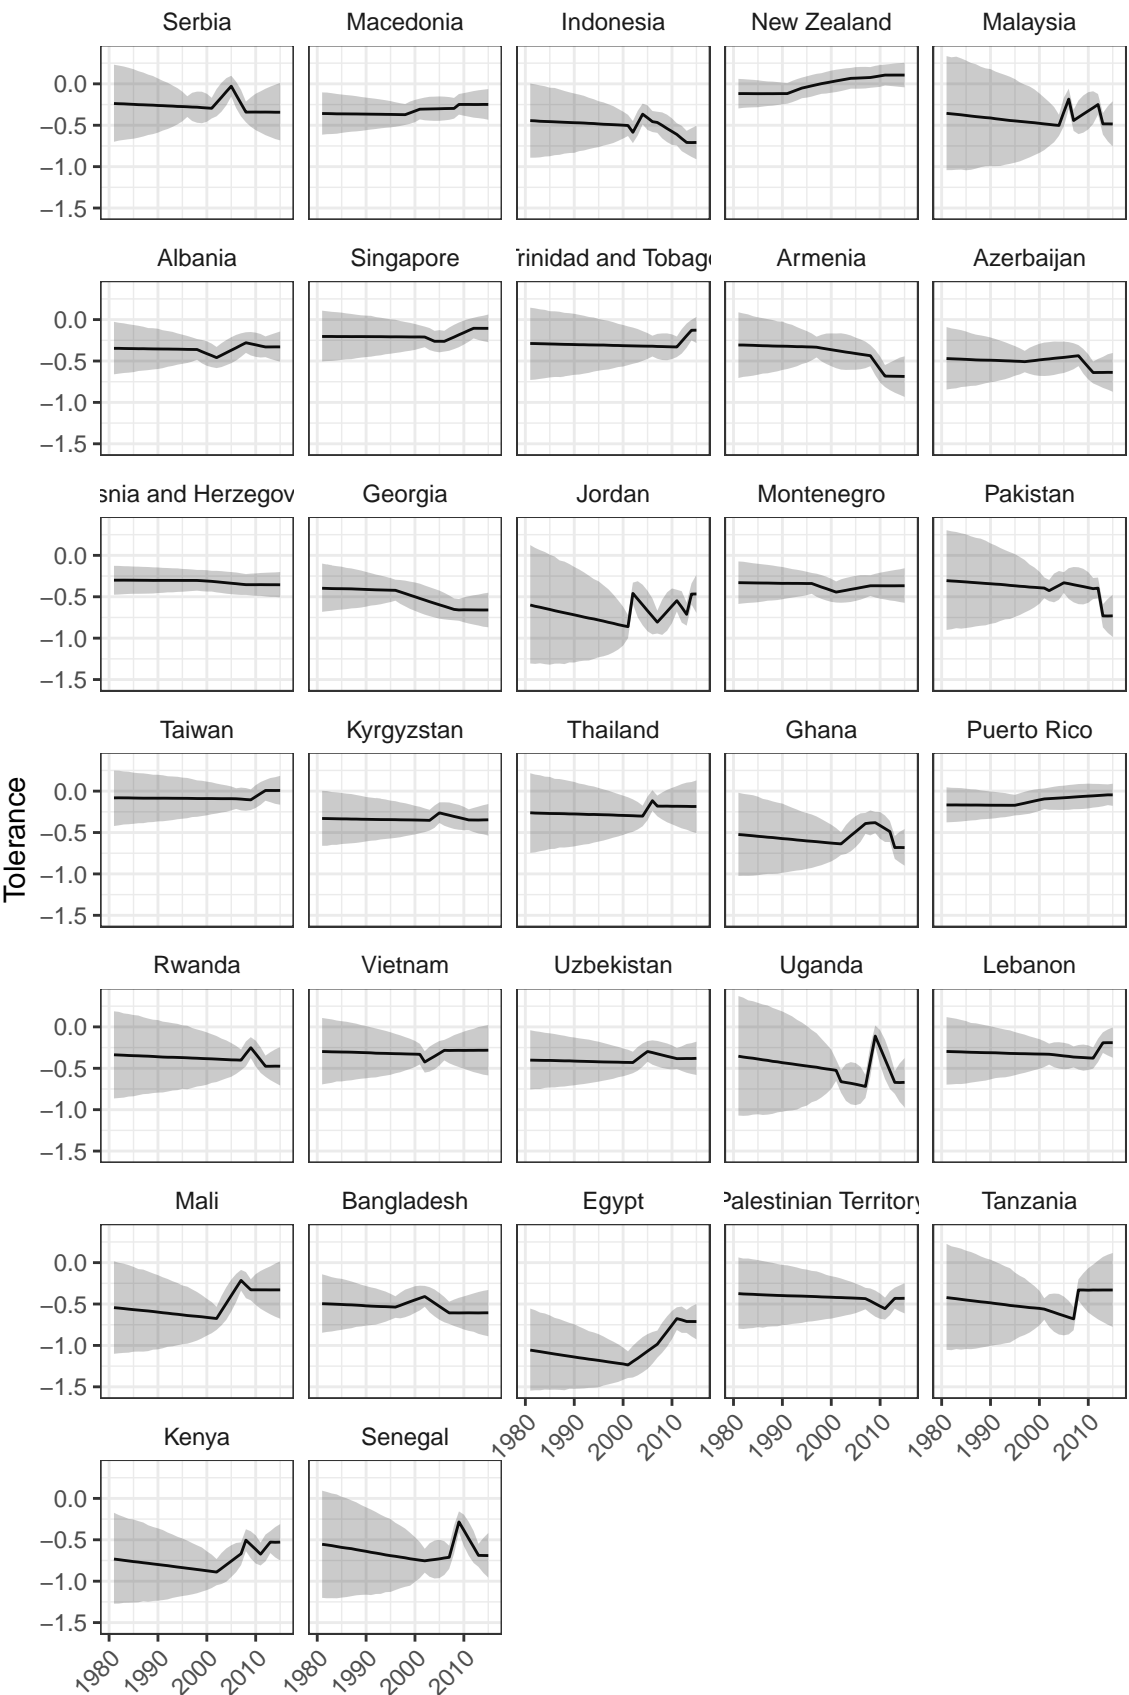 Serbia Macedonia Indonesia New Zealand Malaysia
0.0
−0.5
−1.0
−1.5
Albania Singapore Trinidad and Tobago Armenia Azerbaijan
0.0
−0.5
−1.0
−1.5
snia and Herzegov Georgia Jordan Montenegro Pakistan
0.0
−0.5
−1.0
−1.5
Taiwan Kyrgyzstan Thailand Ghana Puerto Rico
0.0
−0.5
−1.0
−1.5
Tolerance
Rwanda Vietnam Uzbekistan Uganda Lebanon
0.0
−0.5
−1.0
−1.5
Mali Bangladesh Egypt Palestinian Territory Tanzania
0.0
−0.5
−1.0
−1.5
1980 1990 2000 2010 1980 1990 2000 2010 1980 1990 2000 2010
Kenya Senegal
0.0
−0.5
−1.0
−1.5
1980 1990 2000 2010 1980 1990 2000 2010